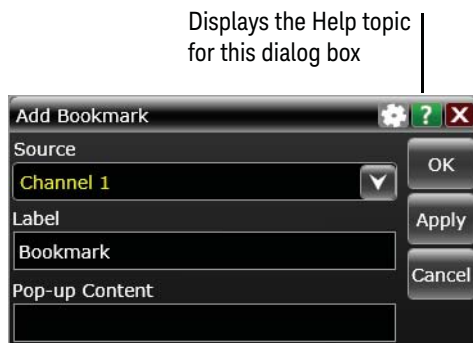 Displays the Help topic
for this dialog box
Add Bookmark
?
X
Source
Channel 1
OK
Label
Apply
Bookmark
Cancel
Pop-up Content